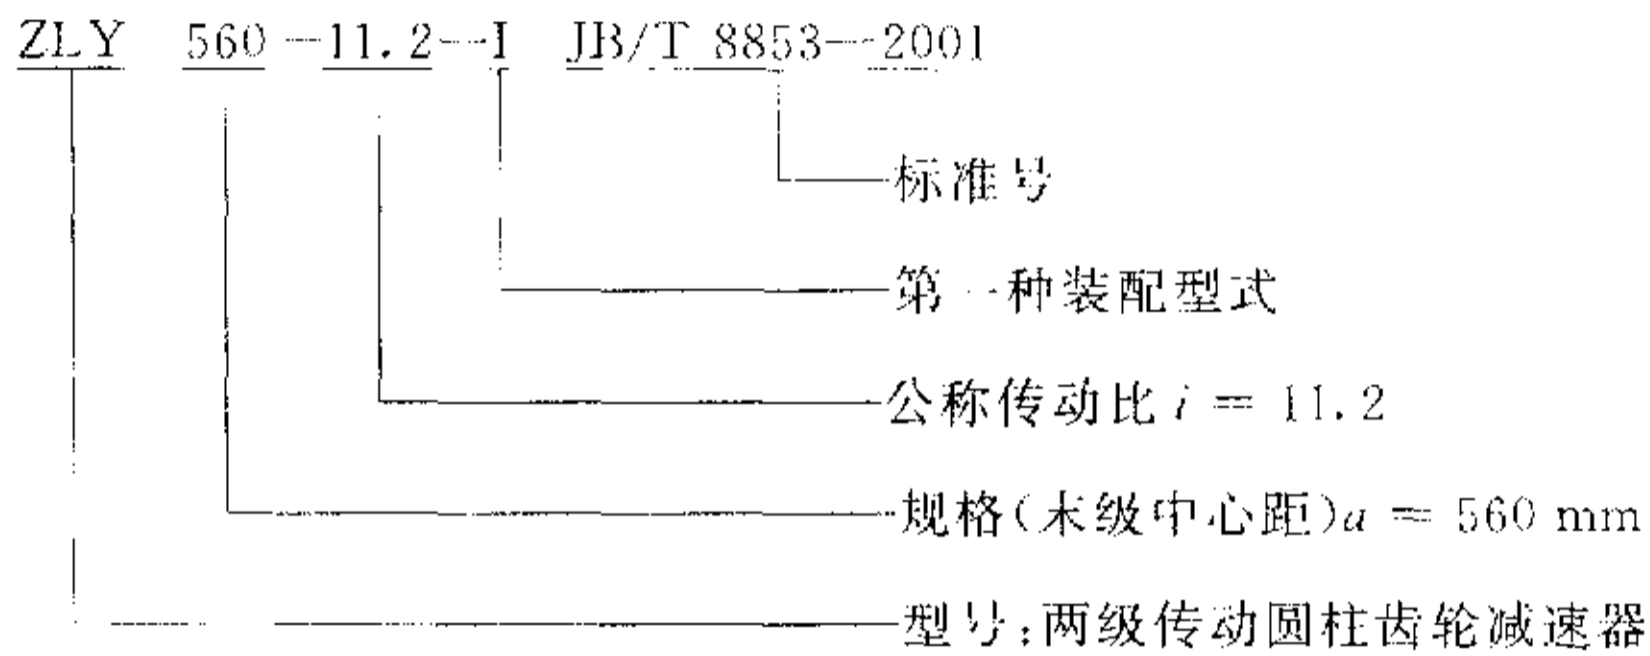 ZLY 560-11.2-I JB/T 8853-2001
标准号
第一种装配型式
公称传动比 i = 11.2
规格(末级中心距)a = 560 mm
型号:两级传动圆柱齿轮减速器